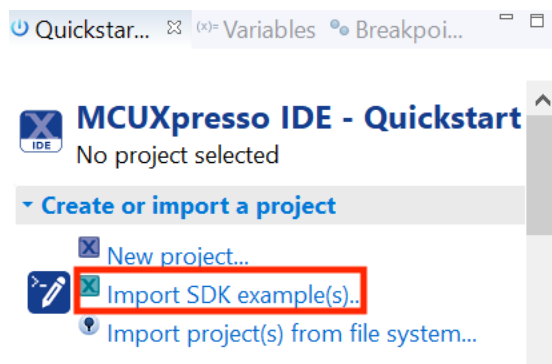 Quickstar... (x)= Variables Breakpoi...
MCUXpresso IDE - Quickstart
IDE
No project selected
Create or import a project
New project...
Import SDK example(s)..
Import project(s) from file system...